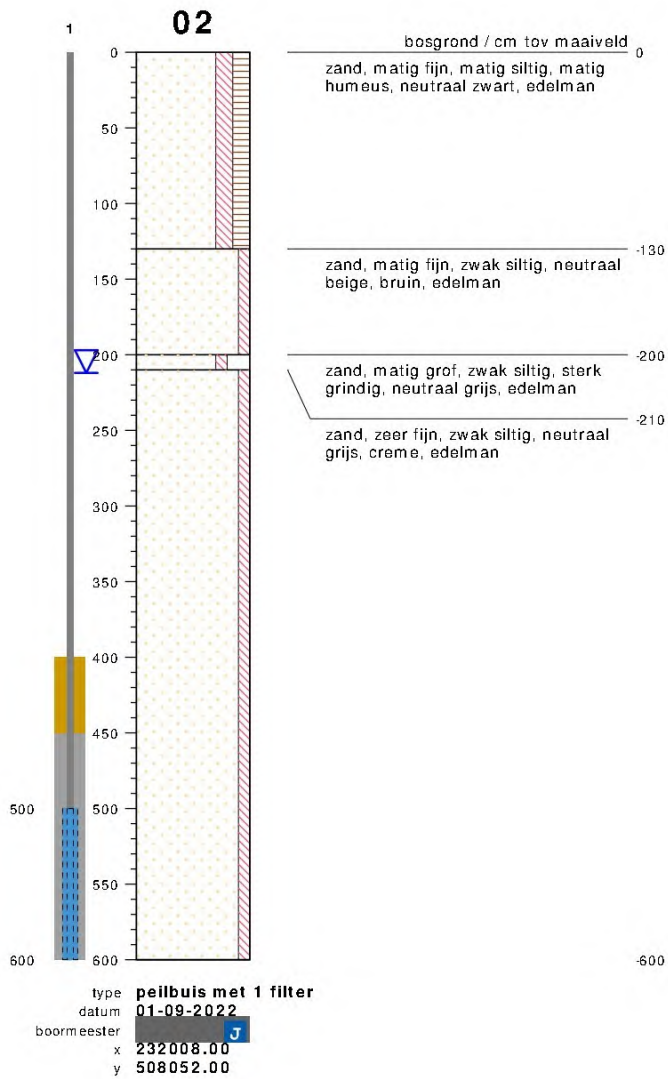 02
1
bosgrond / cm tov maaiveld
0
0
zand, matig fijn, matig siltig, matig
humeus, neutraal zwart, edelman
50
100
-130
zand, matig fijn, zwak siltig, neutraal
beige, bruin, edelman
150
200
-200
zand, matig grof, zwak siltig, sterk
grindig, neutraal grijs, edelman
-210
zand, zeer fijn, zwak siltig, neutraal
grijs, creme, edelman
250
300
350
400
450
500
500
550
600
600
-600
type peilbuis met 1 filter
datum 01-09-2022
boormeester J
x 232008.00
y 508052.00